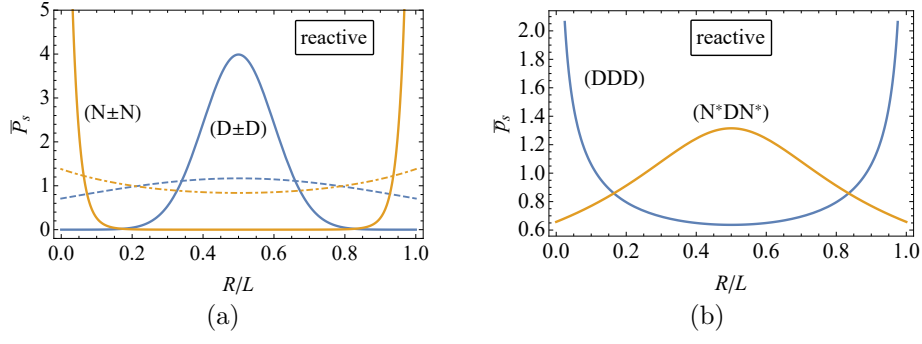 5
4
3
2
1
0
P̅s
reactive
(N±N)
(D±D)
0.0 0.2 0.4 0.6 0.8 1.0
R/L
(a)
2.0
1.8
1.6
1.4
1.2
1.0
0.8
0.6
P̅s
reactive
(DDD)
(N*DN*)
0.0 0.2 0.4 0.6 0.8 1.0
R/L
(b)